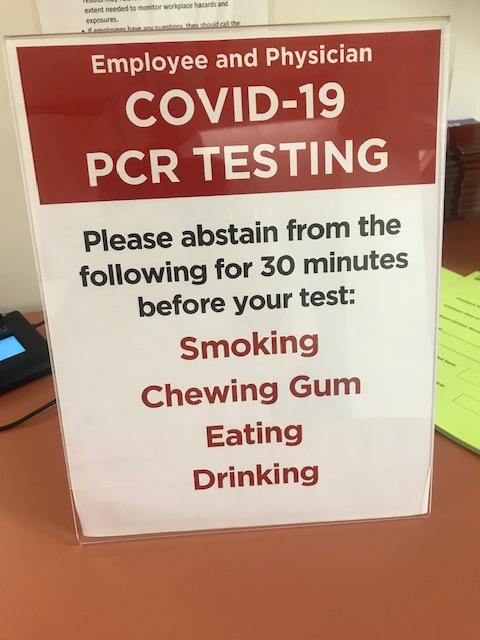 extent needed to monitor workplace hazards and
exposures.
• If employees have any questions, they should call the
Employee and Physician
COVID-19
PCR TESTING
Please abstain from the
following for 30 minutes
before your test:
Smoking
Chewing Gum
Eating
Drinking